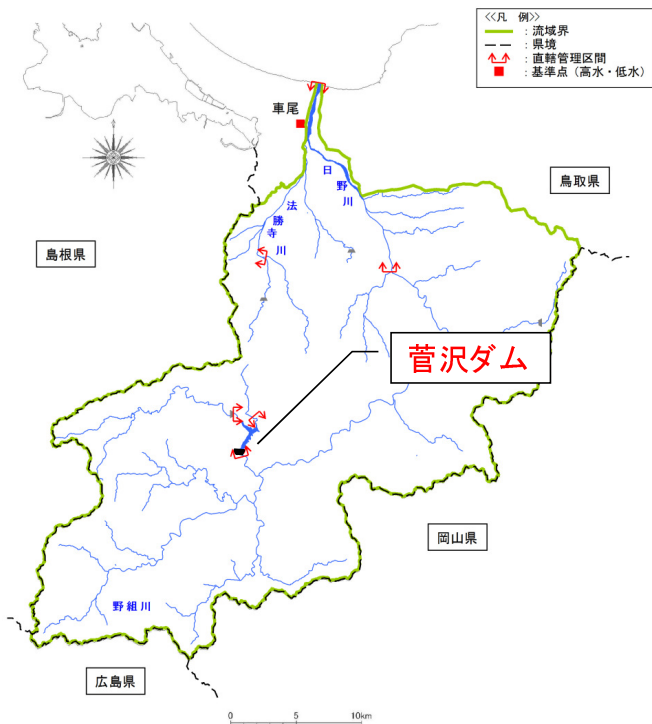 ≪凡 例≫
: 流域界
: 県境
: 直轄管理区間
: 基準点（高水・低水）
車尾
日野川
鳥取県
法勝寺川
島根県
菅沢ダム
岡山県
野組川
広島県
0 5 10km